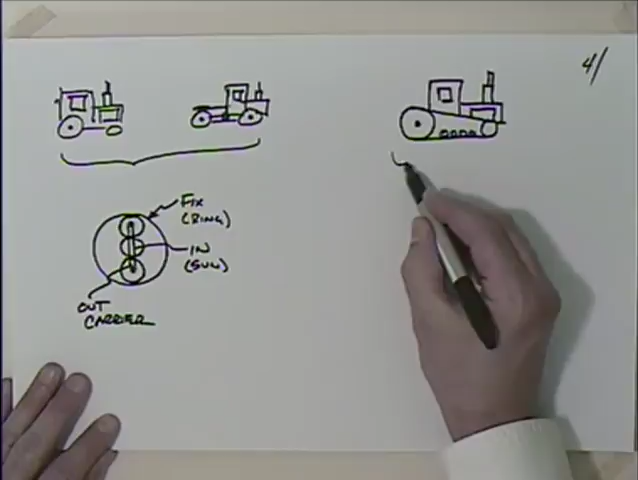 4/
FIX
(RING)
IN
(SUN)
OUT
CARRIER